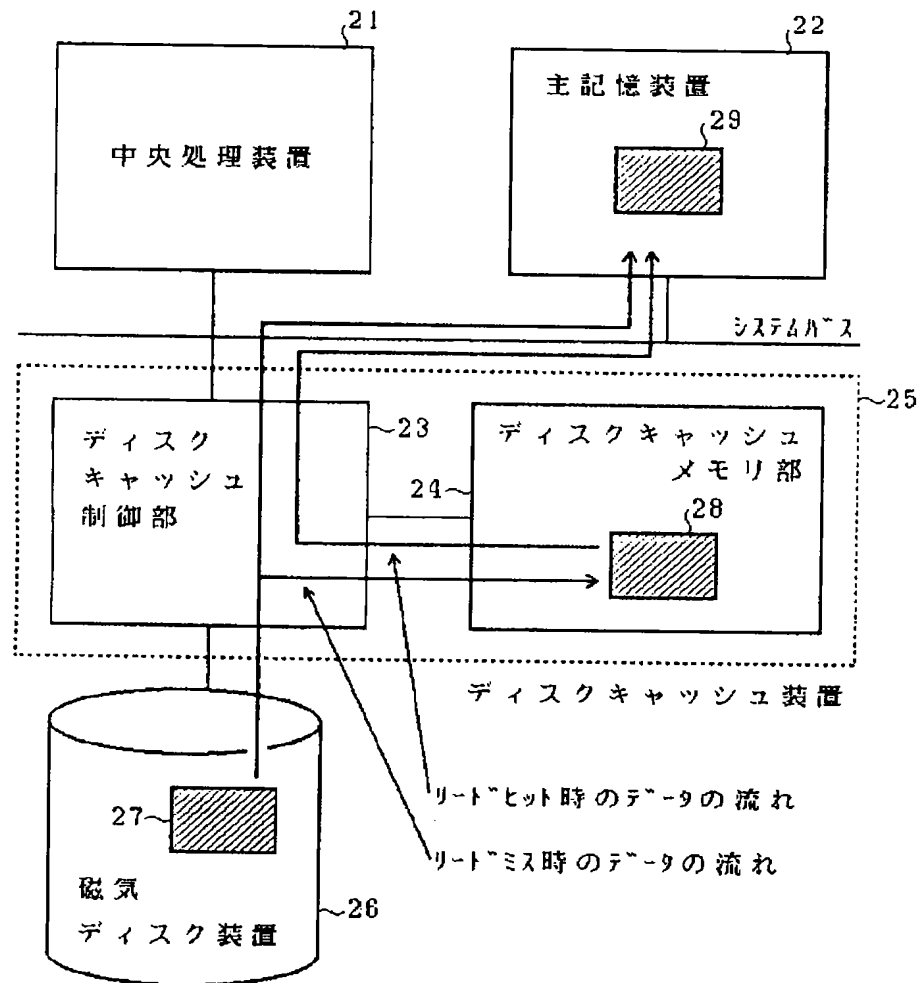 21
22
中央処理装置
主記憶装置
29
システムバス
25
ディスク
キャッシュ
制御部
23
ディスクキャッシュ
メモリ部
24
28
ディスクキャッシュ装置
リードヒット時のデータの流れ
27
リードミス時のデータの流れ
磁気
ディスク装置
26